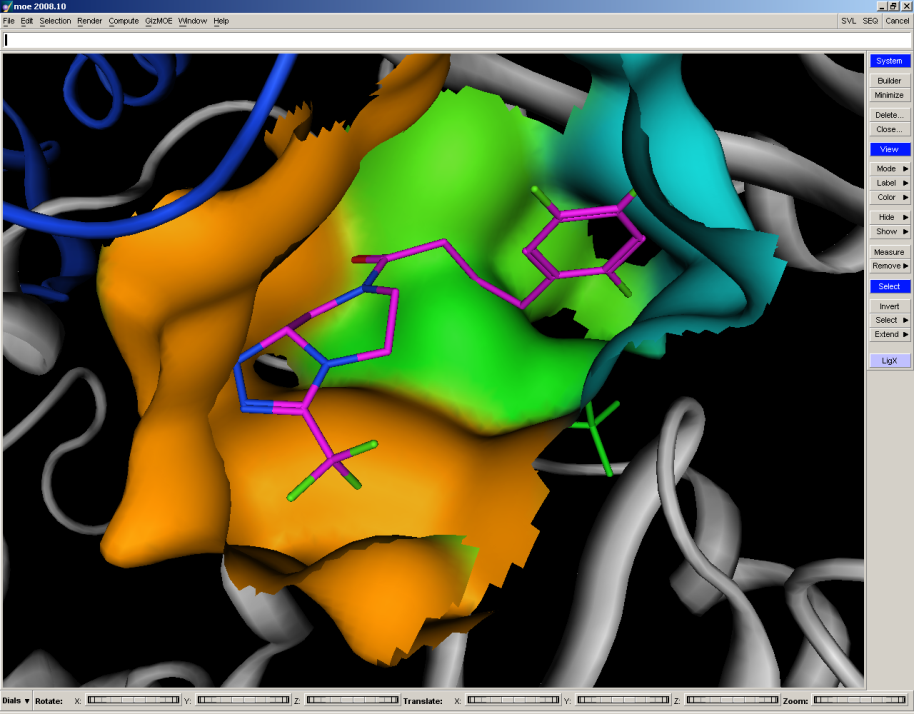 moe 2008.10
File Edit Selection Render Compute GizMOE Window Help
SVL SEQ Cancel
System
Builder
Minimize
Delete...
Close...
View
Mode
Label
Color
Hide
Show
Measure
Remove
Select
Invert
Select
Extend
LigX
Dials Rotate: X: Y: Z: Translate: X: Y: Z: Zoom: